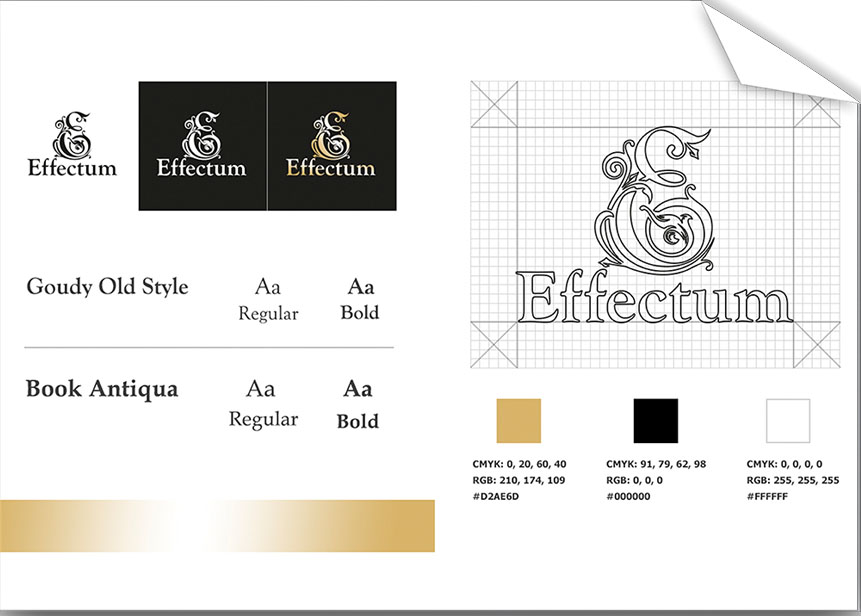 Effectum
Effectum
Effectum
Goudy Old Style
Aa
Regular
Aa
Bold
Book Antiqua
Aa
Regular
Aa
Bold
Effectum
CMYK: 0, 20, 60, 40
RGB: 210, 174, 109
#D2AE6D
CMYK: 91, 79, 62, 98
RGB: 0, 0, 0
#000000
CMYK: 0, 0, 0, 0
RGB: 255, 255, 255
#FFFFFF